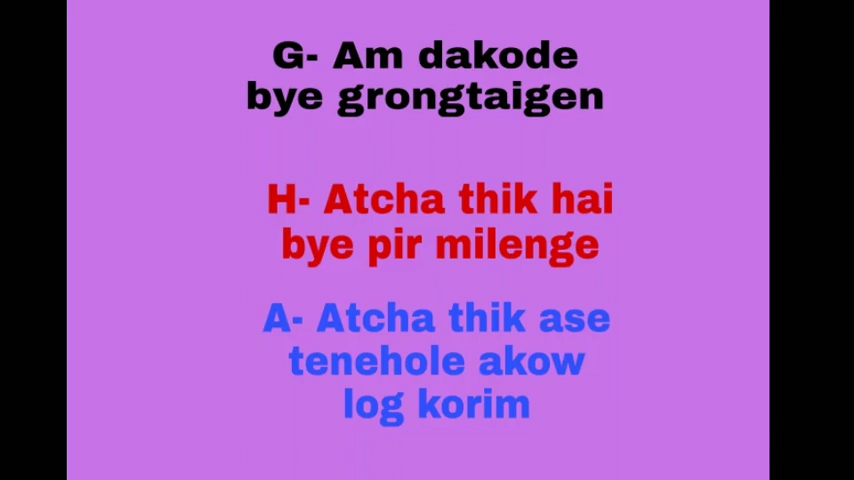 G- Am dakode
bye grongtaigen
H- Atcha thik hai
bye pir milenge
A- Atcha thik ase
tenehole akow
log korim